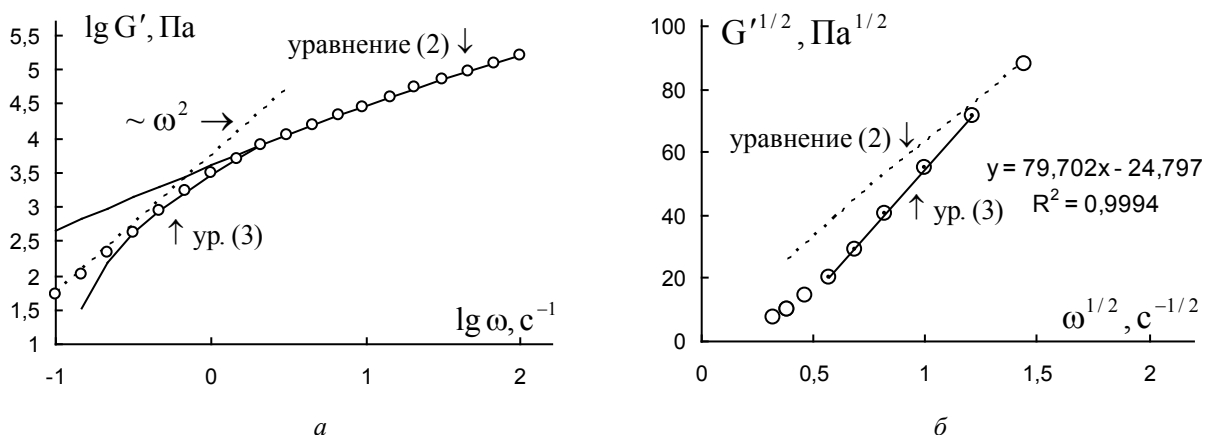 lg G′, Па
5,5
5
4,5
4
3,5
3
2,5
2
1,5
1
уравнение (2) ↓
~ ω² →
↑ ур. (3)
lg ω, с⁻¹
-1 0 1 2
а
G′^{1/2}, Па^{1/2}
100
80
60
40
20
0
уравнение (2) ↓
y = 79,702x - 24,797
R² = 0,9994
↑ ур. (3)
ω^{1/2}, с^{−1/2}
0 0,5 1 1,5 2
б